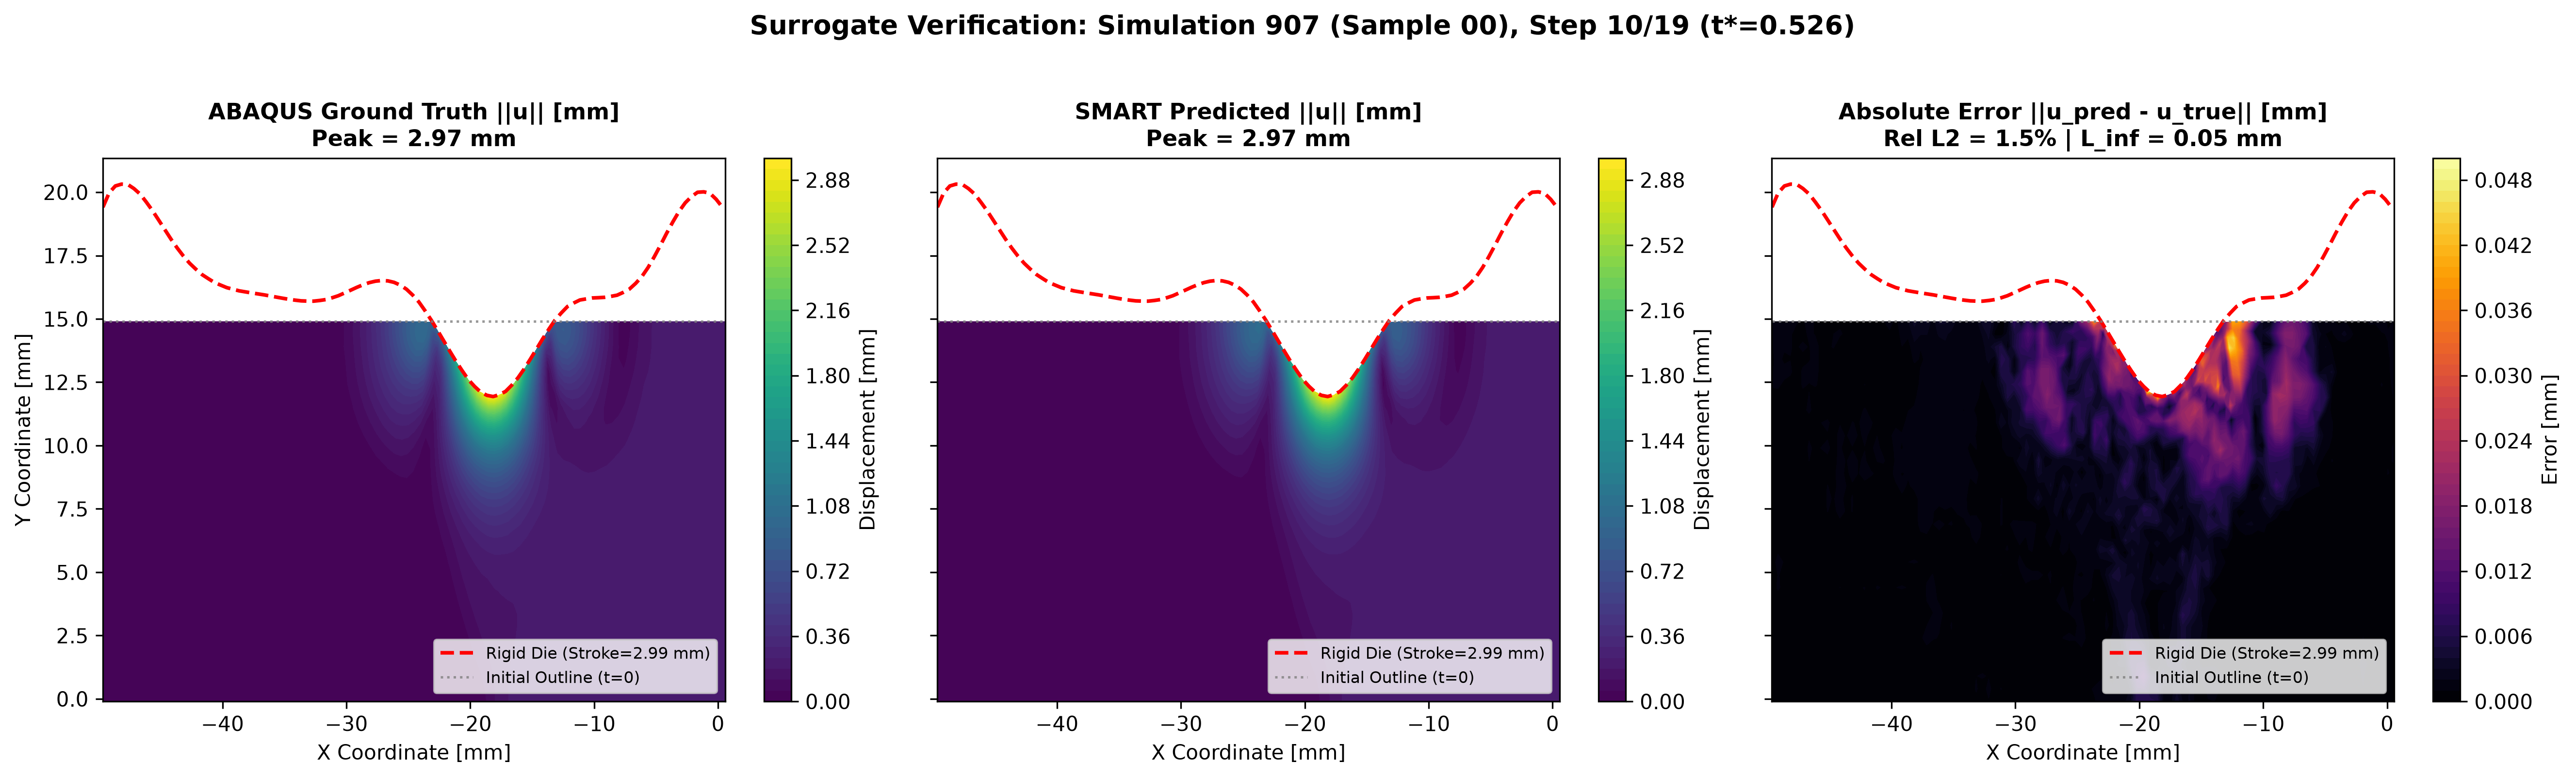 Surrogate Verification: Simulation 907 (Sample 00), Step 10/19 (t*=0.526)
ABAQUS Ground Truth ||u|| [mm]
Peak = 2.97 mm
20.0
17.5
15.0
12.5
10.0
7.5
5.0
2.5
0.0
Y Coordinate [mm]
−40
−30
−20
−10
0
X Coordinate [mm]
Rigid Die (Stroke=2.99 mm)
Initial Outline (t=0)
2.88
2.52
2.16
1.80
1.44
1.08
0.72
0.36
0.00
Displacement [mm]
SMART Predicted ||u|| [mm]
Peak = 2.97 mm
−40
−30
−20
−10
0
X Coordinate [mm]
Rigid Die (Stroke=2.99 mm)
Initial Outline (t=0)
2.88
2.52
2.16
1.80
1.44
1.08
0.72
0.36
0.00
Displacement [mm]
Absolute Error ||u_pred - u_true|| [mm]
Rel L2 = 1.5% | L_inf = 0.05 mm
−40
−30
−20
−10
0
X Coordinate [mm]
Rigid Die (Stroke=2.99 mm)
Initial Outline (t=0)
0.048
0.042
0.036
0.030
0.024
0.018
0.012
0.006
0.000
Error [mm]